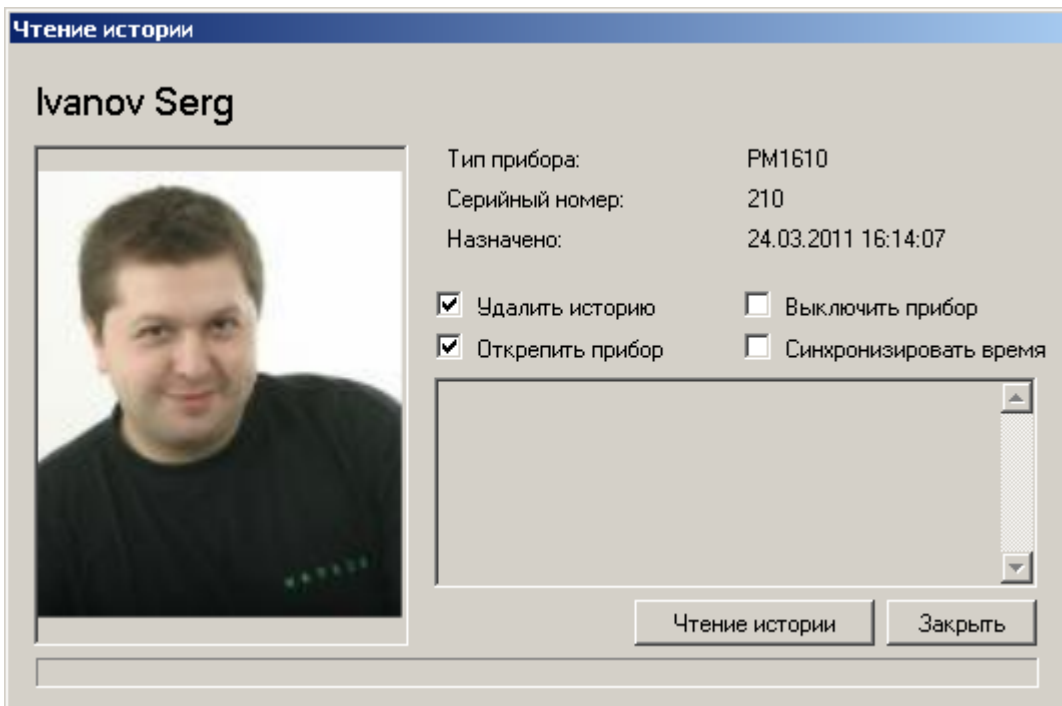 Чтение истории
Ivanov Serg
Тип прибора: PM1610
Серийный номер: 210
Назначено: 24.03.2011 16:14:07
Удалить историю Выключить прибор
Открепить прибор Синхронизировать время
Чтение истории Закрыть